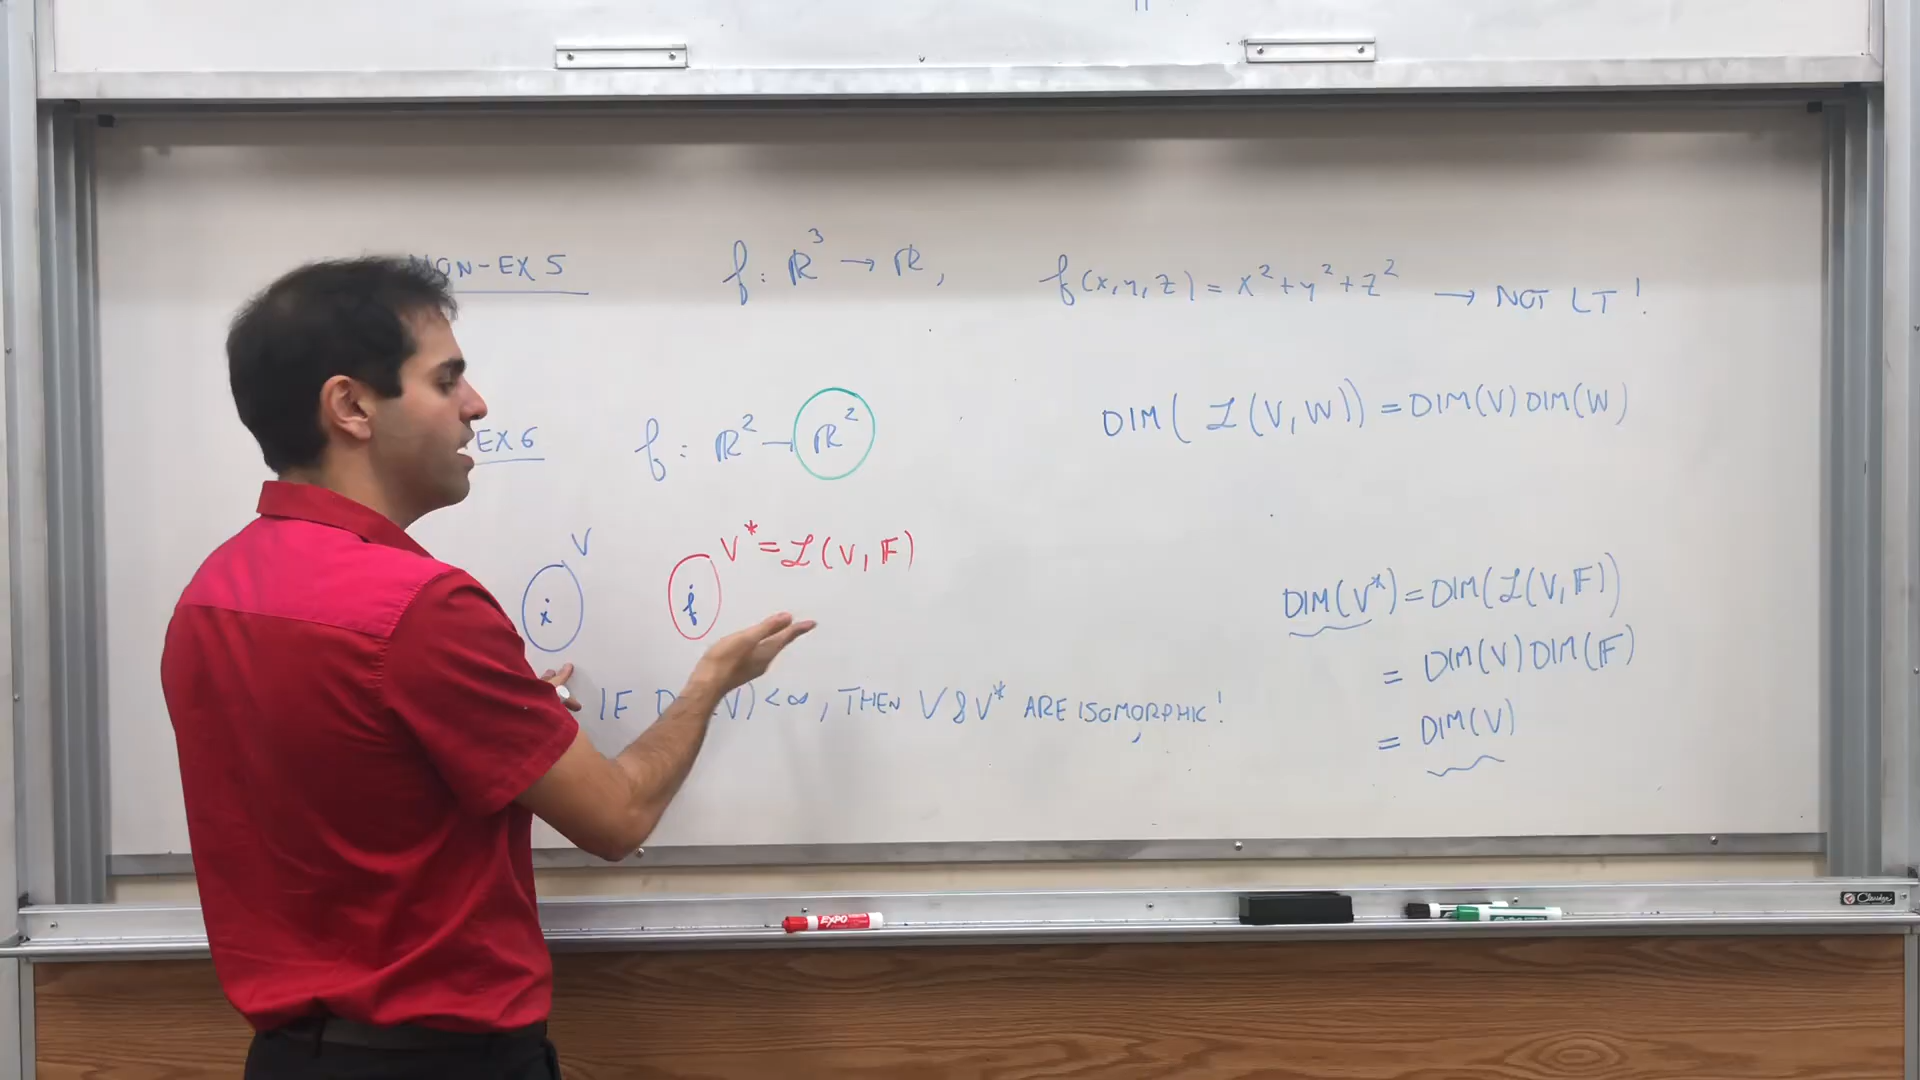 NON-EX 5 f: ℝ³ → ℝ, f(x,y,z) = x²+y²+z² → NOT LT!
DIM(ℒ(V,W)) = DIM(V) DIM(W)
EX 6 f: ℝ² → ℝ²
V V* = ℒ(V,𝔽)
x f
DIM(V*) = DIM(ℒ(V,𝔽))
= DIM(V) DIM(𝔽)
IF V) < ∞, THEN V & V* ARE ISOMORPHIC!
= DIM(V)
EXPO